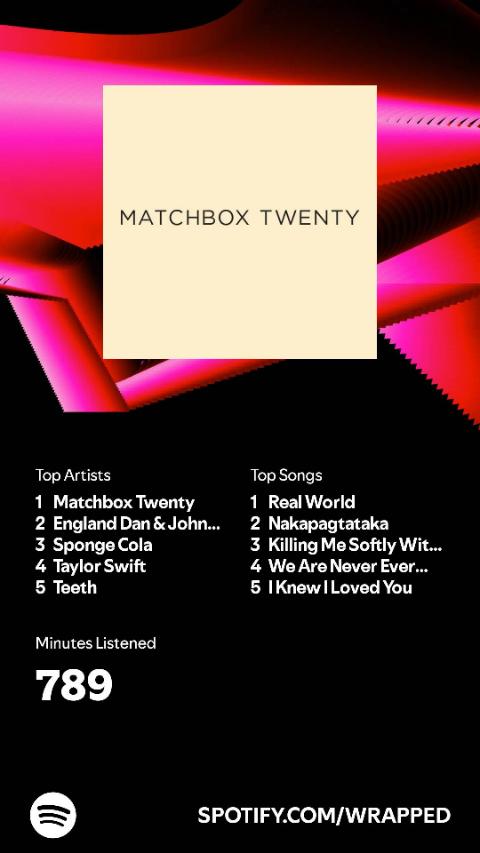 MATCHBOX TWENTY
Top Artists
1 Matchbox Twenty
2 England Dan & John...
3 Sponge Cola
4 Taylor Swift
5 Teeth
Top Songs
1 Real World
2 Nakapagtataka
3 Killing Me Softly Wit...
4 We Are Never Ever...
5 I Knew I Loved You
Minutes Listened
789
SPOTIFY.COM/WRAPPED